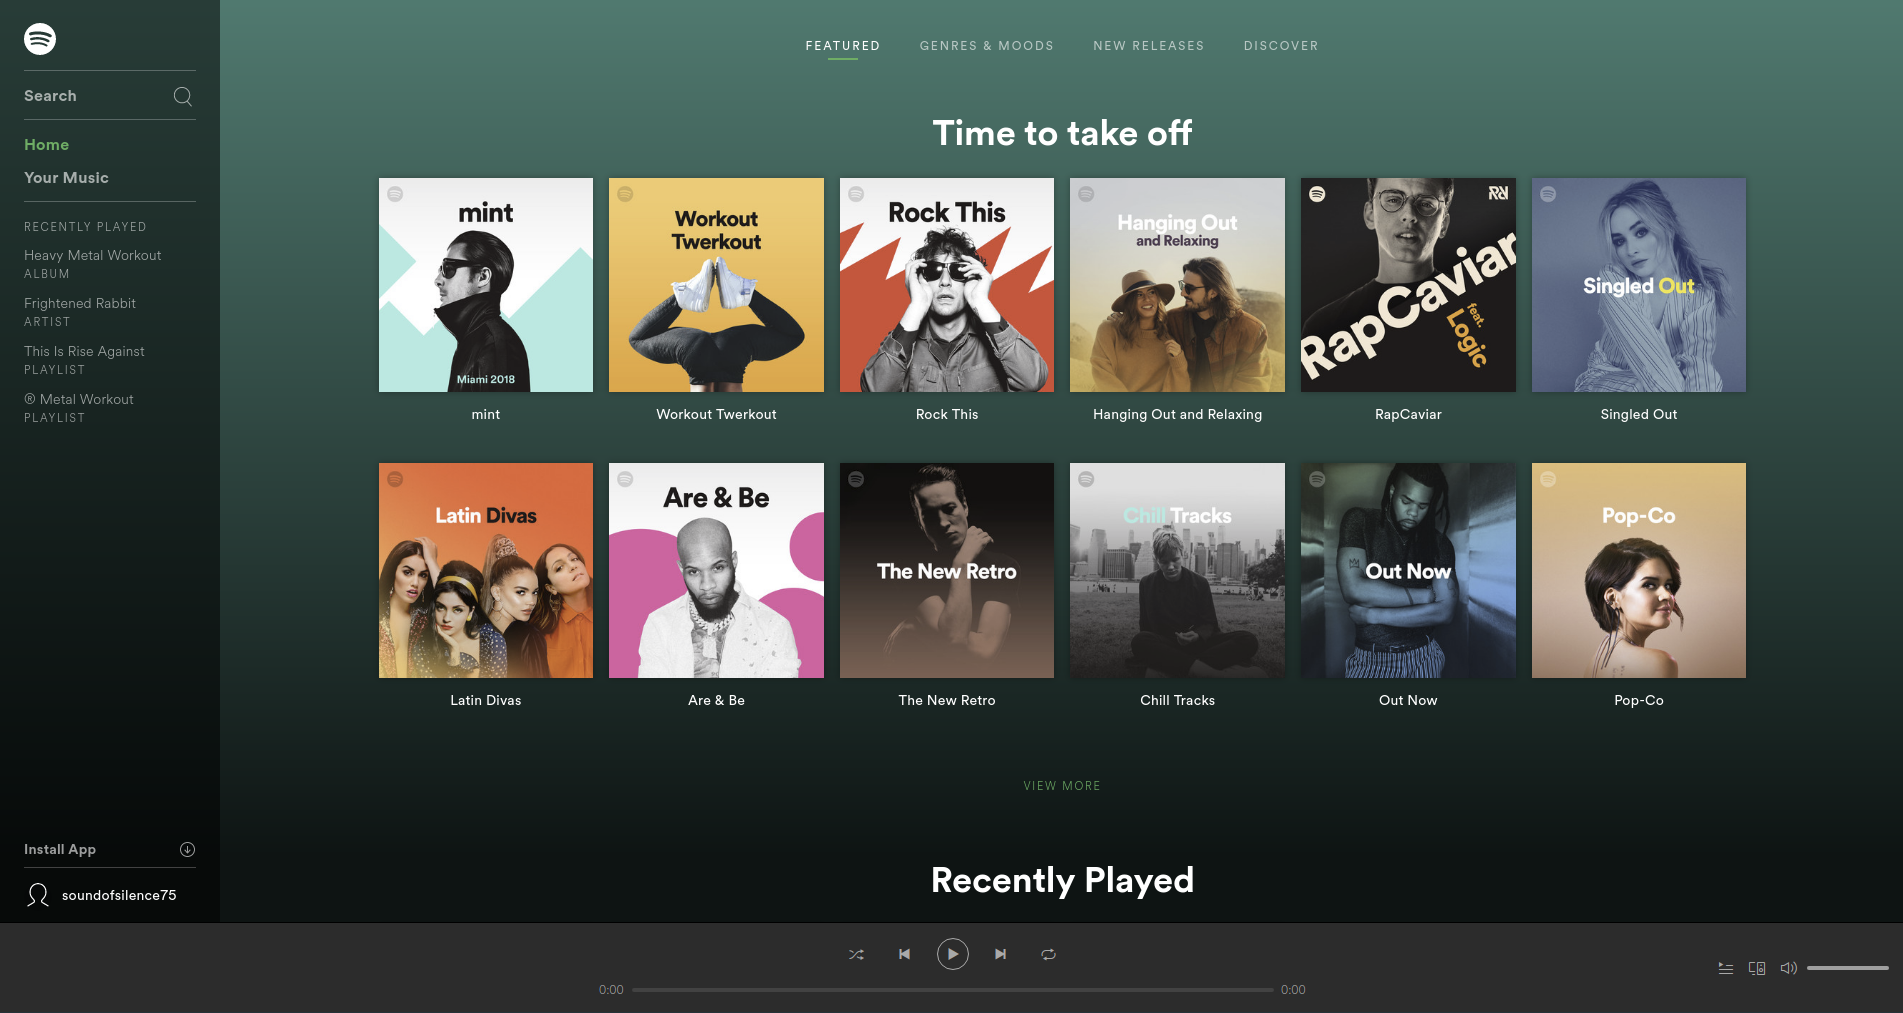 Search
Home
Your Music
RECENTLY PLAYED
Heavy Metal Workout
ALBUM
Frightened Rabbit
ARTIST
This Is Rise Against
PLAYLIST
® Metal Workout
PLAYLIST
Install App
soundofsilence75
FEATURED GENRES & MOODS NEW RELEASES DISCOVER
Time to take off
mint
Miami 2018
Workout
Twerkout
Rock This
Hanging Out
and Relaxing
RapCaviar
feat.
Logic
Singled Out
mint Workout Twerkout Rock This Hanging Out and Relaxing RapCaviar Singled Out
Latin Divas
Are & Be
The New Retro
Chill Tracks
Out Now
Pop-Co
Latin Divas Are & Be The New Retro Chill Tracks Out Now Pop-Co
VIEW MORE
Recently Played
0:00 0:00